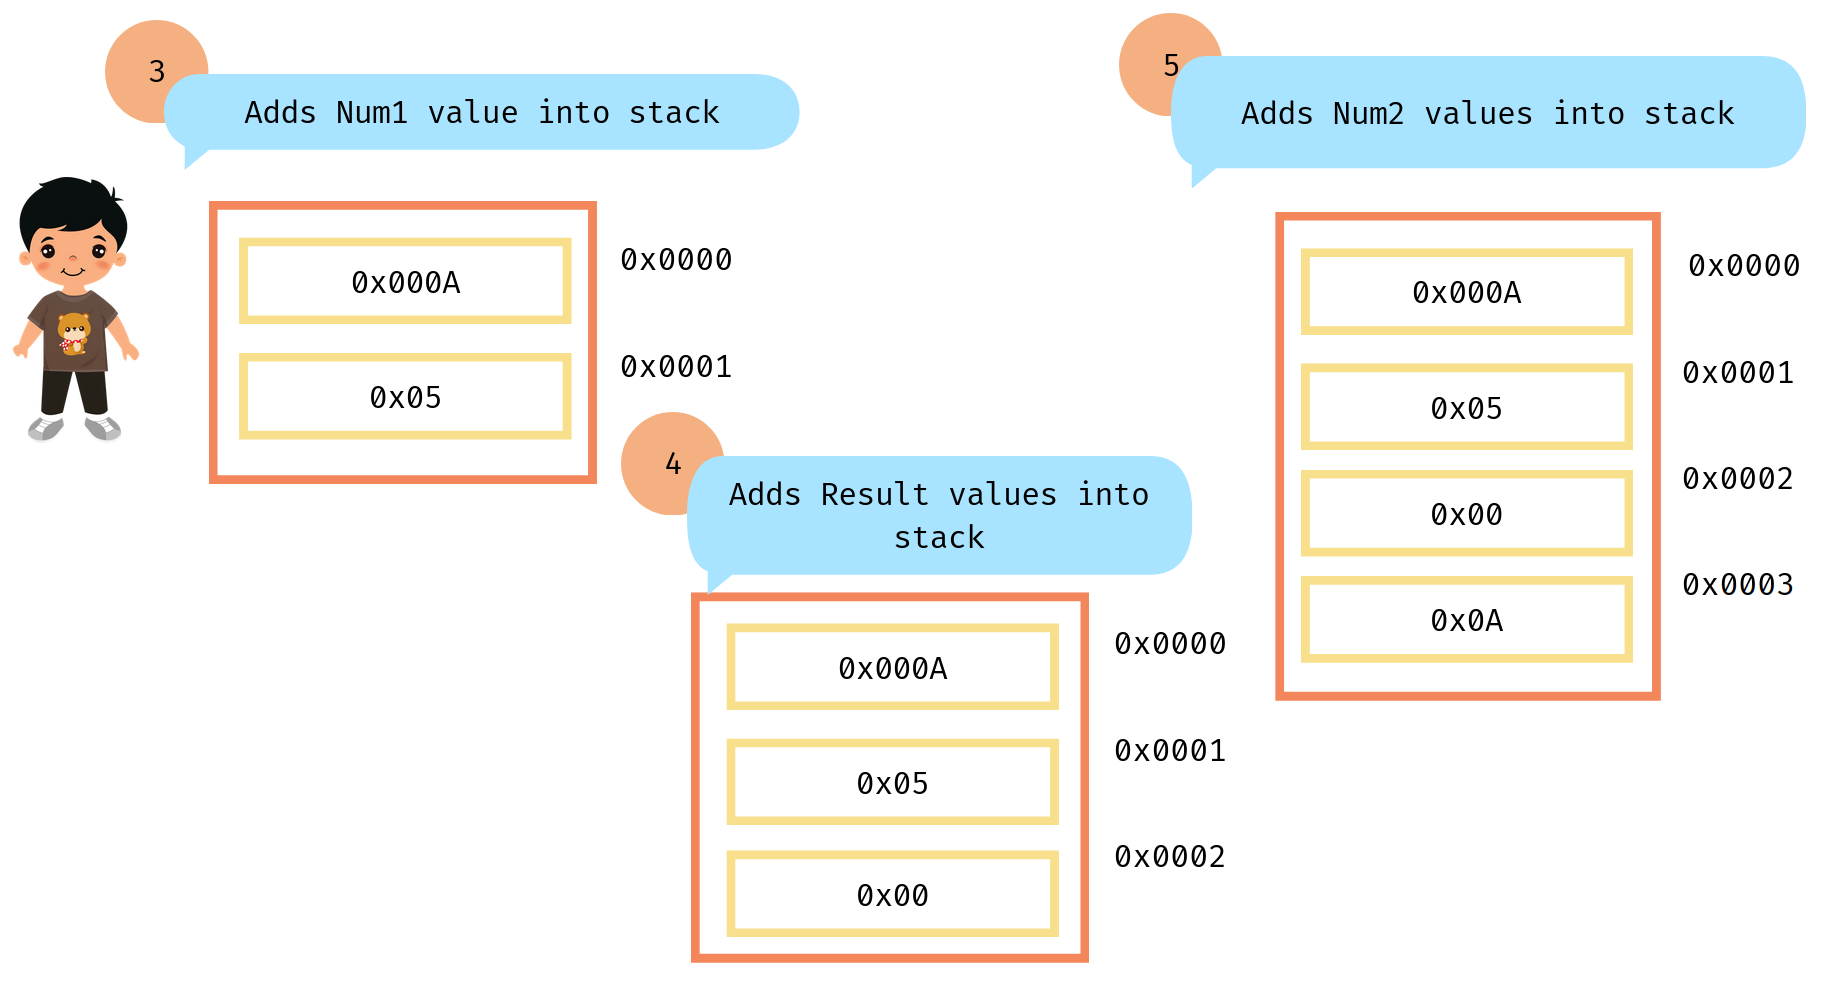 3
Adds Num1 value into stack
0x000A
0x0000
0x05
0x0001
4
Adds Result values into
stack
0x000A
0x0000
0x05
0x0001
0x00
0x0002
5
Adds Num2 values into stack
0x000A
0x0000
0x05
0x0001
0x00
0x0002
0x0A
0x0003